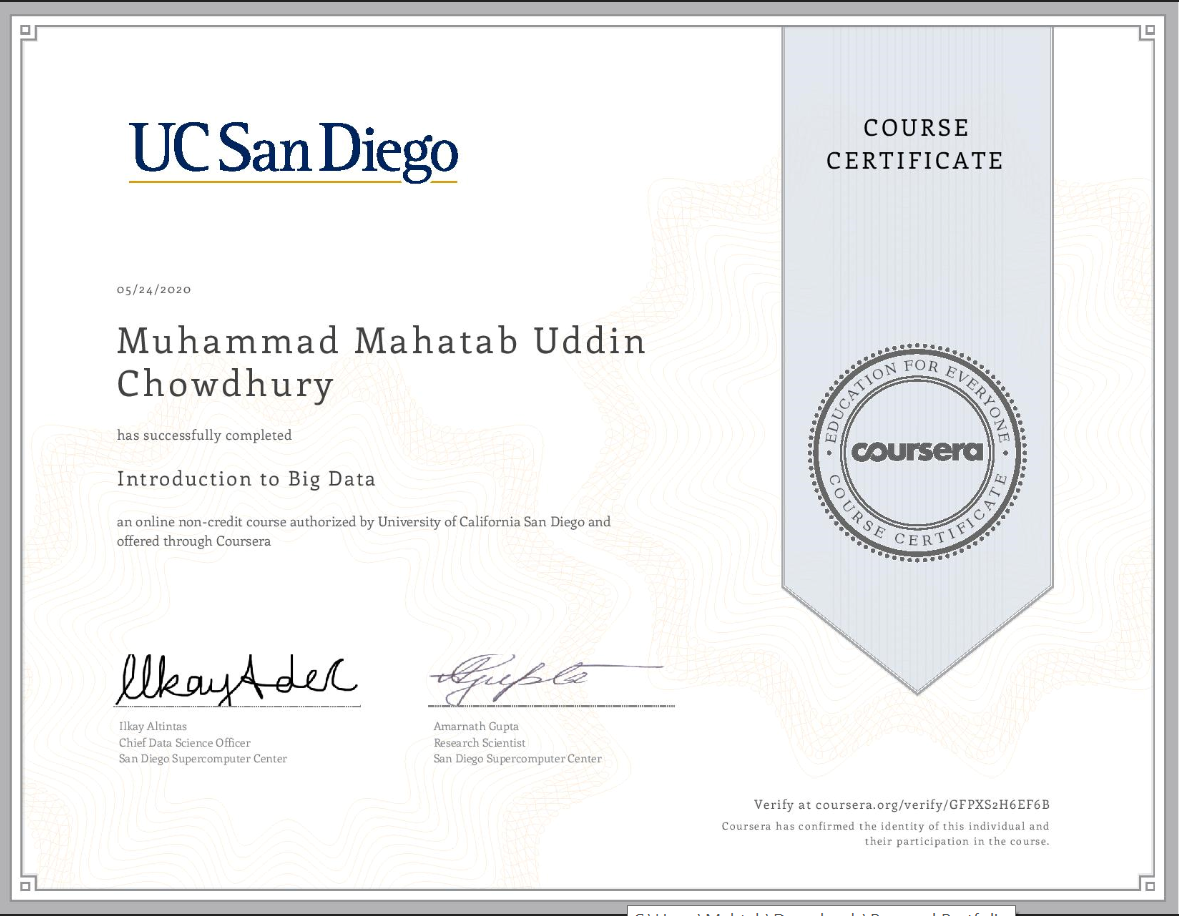 UC San Diego
COURSE
CERTIFICATE
05/24/2020
Muhammad Mahatab Uddin
Chowdhury
has successfully completed
Introduction to Big Data
an online non-credit course authorized by University of California San Diego and
offered through Coursera
EDUCATION FOR EVERYONE
coursera
COURSE CERTIFICATE
Ilkay Altintas
Chief Data Science Officer
San Diego Supercomputer Center
AGupta
Amarnath Gupta
Research Scientist
San Diego Supercomputer Center
Verify at coursera.org/verify/GFPXS2H6EF6B
Coursera has confirmed the identity of this individual and
their participation in the course.